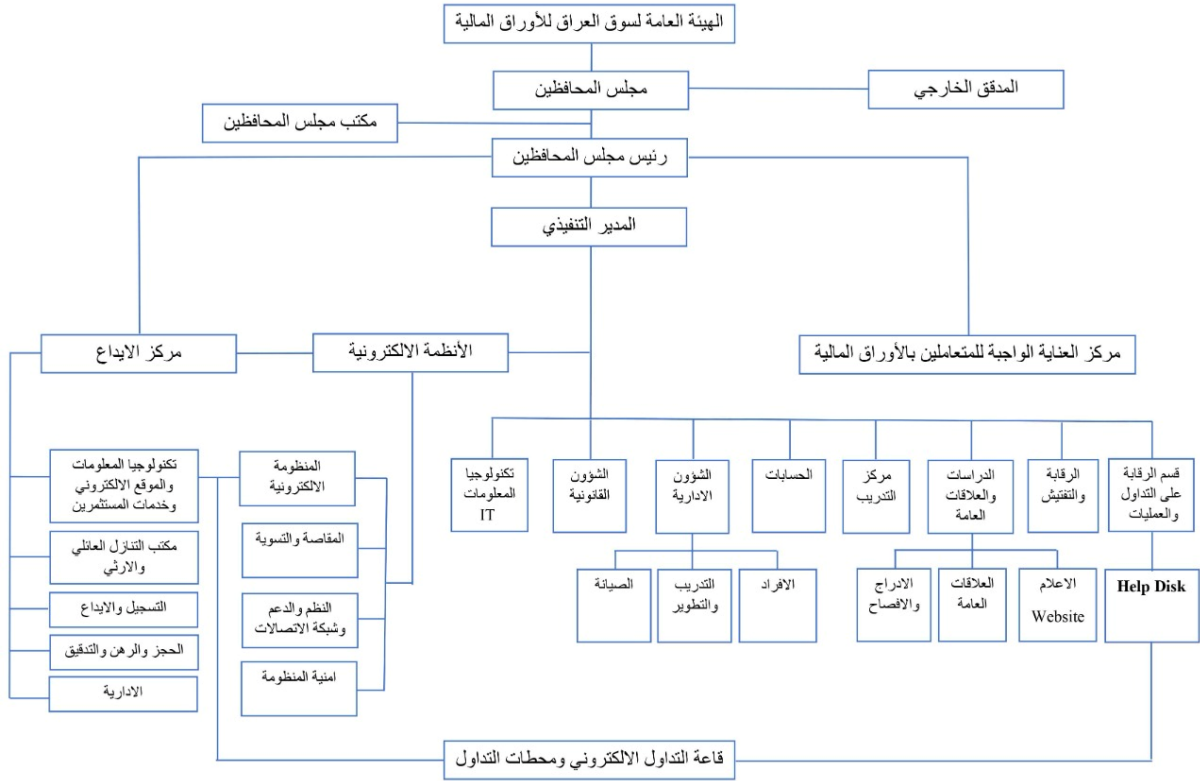 الهيئة العامة لسوق العراق للأوراق المالية
مجلس المحافظين
المدقق الخارجي
مكتب مجلس المحافظين
رئيس مجلس المحافظين
المدير التنفيذي
مركز العناية الواجبة للمتعاملين بالأوراق المالية
الأنظمة الالكترونية
مركز الايداع
قسم الرقابة
على التداول
والعمليات
الرقابة
والتفتيش
الدراسات
والعلاقات
العامة
مركز
التدريب
الحسابات
الشؤون
الادارية
الشؤون
القانونية
تكنولوجيا
المعلومات
IT
Help Disk
الاعلام
Website
العلاقات
العامة
الادراج
والافصاح
الافراد
التدريب
والتطوير
الصيانة
المنظومة
الالكترونية
المقاصة والتسوية
النظم والدعم
وشبكة الاتصالات
امنية المنظومة
تكنولوجيا المعلومات
والموقع الالكتروني
وخدمات المستثمرين
مكتب التنازل العائلي
والارثي
التسجيل والايداع
الحجز والرهن والتدقيق
الادارية
قاعة التداول الالكتروني ومحطات التداول